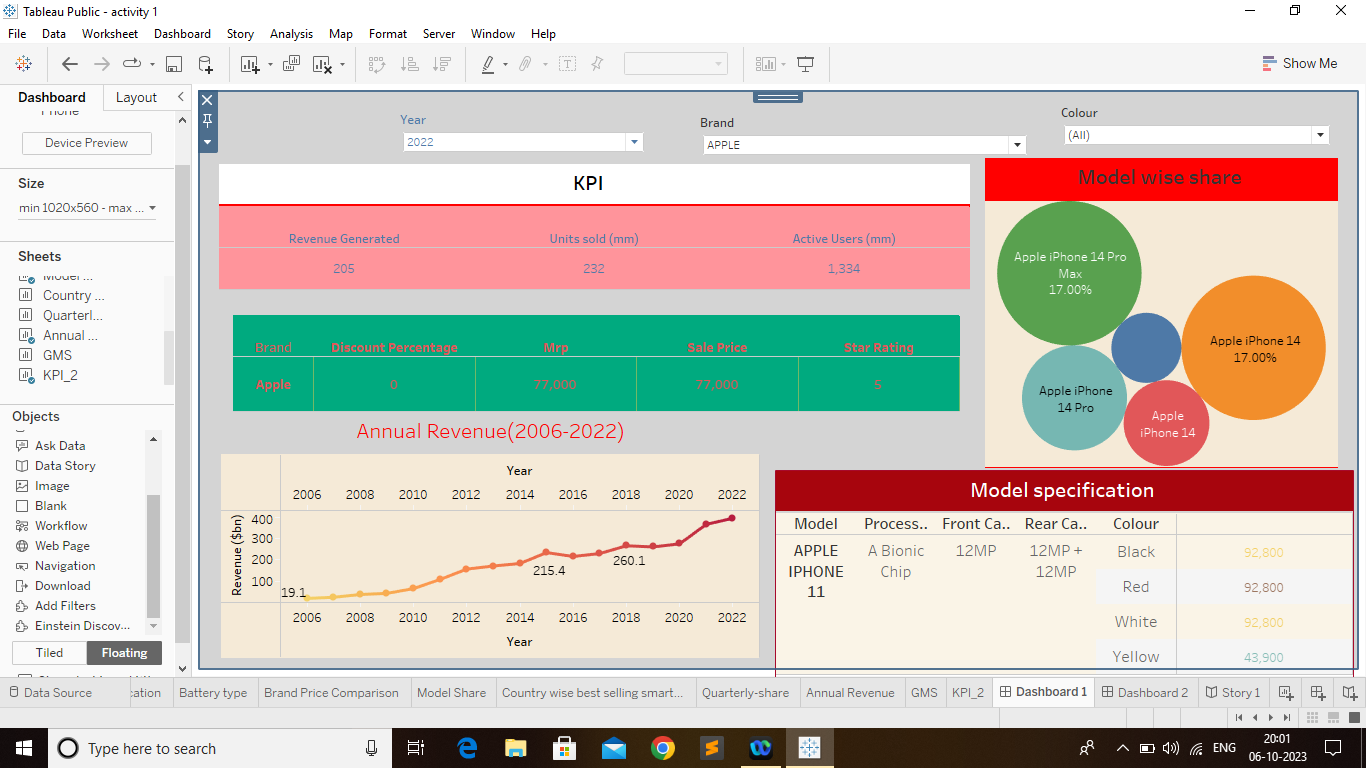 Tableau Public - activity 1
File Data Worksheet Dashboard Story Analysis Map Format Server Window Help
Show Me
Dashboard Layout
Phone
Device Preview
Size
min 1020x560 - max ...
Sheets
Model ...
Country ...
Quarterl...
Annual ...
GMS
KPI_2
Objects
Ask Data
Data Story
Image
Blank
Workflow
Web Page
Navigation
Download
Add Filters
Einstein Discov...
Tiled Floating
Year
2022
Brand
APPLE
Colour
(All)
KPI
Revenue Generated Units sold (mm) Active Users (mm)
205 232 1,334
Brand Discount Percentage Mrp Sale Price Star Rating
Apple 0 77,000 77,000 5
Model wise share
Apple iPhone 14 Pro
Max
17.00%
Apple iPhone 14
17.00%
Apple iPhone
14 Pro
Apple
iPhone 14
Annual Revenue(2006-2022)
Year
2006 2008 2010 2012 2014 2016 2018 2020 2022
Revenue ($bn)
400
300
200
100
19.1
215.4
260.1
2006 2008 2010 2012 2014 2016 2018 2020 2022
Year
Model specification
Model Process.. Front Ca.. Rear Ca.. Colour
APPLE
IPHONE
11
A Bionic
Chip
12MP
12MP +
12MP
Black 92,800
Red 92,800
White 92,800
Yellow 43,900
Data Source cation Battery type Brand Price Comparison Model Share Country wise best selling smart... Quarterly-share Annual Revenue GMS KPI_2 Dashboard 1 Dashboard 2 Story 1
Type here to search
ENG
20:01
06-10-2023